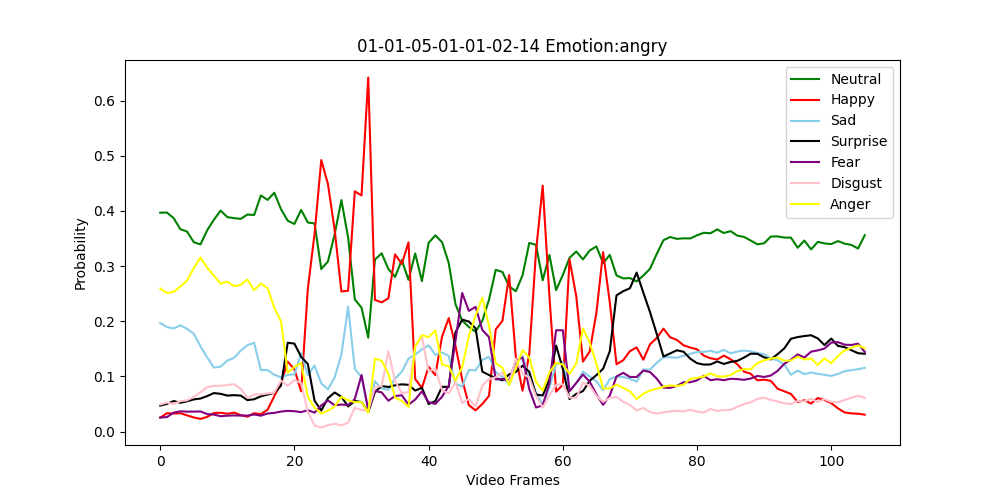 01-01-05-01-01-02-14 Emotion:angry
Probability
0.6
0.5
0.4
0.3
0.2
0.1
0.0
Neutral
Happy
Sad
Surprise
Fear
Disgust
Anger
0 20 40 60 80 100
Video Frames